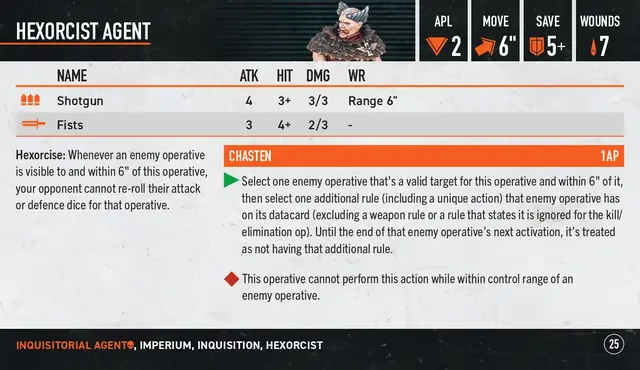 HEXORCIST AGENT
APL MOVE SAVE WOUNDS
2 6" 5+ 7
NAME ATK HIT DMG WR
Shotgun 4 3+ 3/3 Range 6"
Fists 3 4+ 2/3 -
Hexorcise: Whenever an enemy operative
is visible to and within 6" of this operative,
your opponent cannot re-roll their attack
or defence dice for that operative.
CHASTEN 1AP
Select one enemy operative that's a valid target for this operative and within 6" of it,
then select one additional rule (including a unique action) that enemy operative has
on its datacard (excluding a weapon rule or a rule that states it is ignored for the kill/
elimination op). Until the end of that enemy operative's next activation, it's treated
as not having that additional rule.
This operative cannot perform this action while within control range of an
enemy operative.
INQUISITORIAL AGENT, IMPERIUM, INQUISITION, HEXORCIST
25